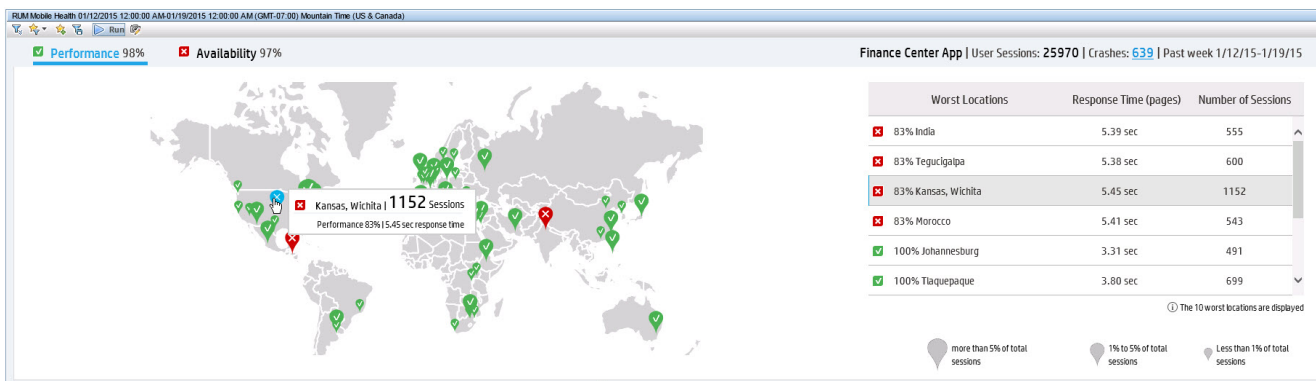 RUM Mobile Health 01/12/2015 12:00:00 AM-01/19/2015 12:00:00 AM (GMT-07:00) Mountain Time (US & Canada)
Run
Performance 98% Availability 97% Finance Center App | User Sessions: 25970 | Crashes: 639 | Past week 1/12/15-1/19/15
Worst Locations Response Time (pages) Number of Sessions
83% India 5.39 sec 555
83% Tegucigalpa 5.38 sec 600
83% Kansas, Wichita 5.45 sec 1152
83% Morocco 5.41 sec 543
100% Johannesburg 3.31 sec 491
100% Tlaquepaque 3.80 sec 699
Kansas, Wichita | 1152 Sessions
Performance 83% | 5.45 sec response time
The 10 worst locations are displayed
more than 5% of total
sessions
1% to 5% of total
sessions
Less than 1% of total
sessions